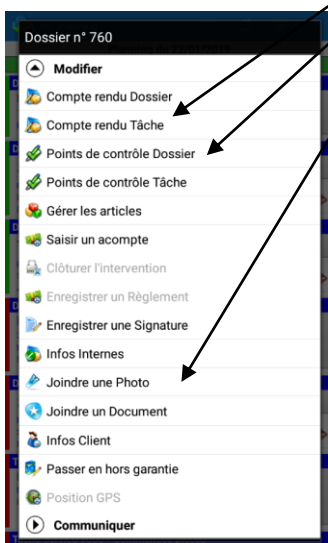 Dossier n° 760
Modifier
Compte rendu Dossier
Compte rendu Tâche
Points de contrôle Dossier
Points de contrôle Tâche
Gérer les articles
Saisir un acompte
Clôturer l'intervention
Enregistrer un Règlement
Enregistrer une Signature
Infos Internes
Joindre une Photo
Joindre un Document
Infos Client
Passer en hors garantie
Position GPS
Communiquer